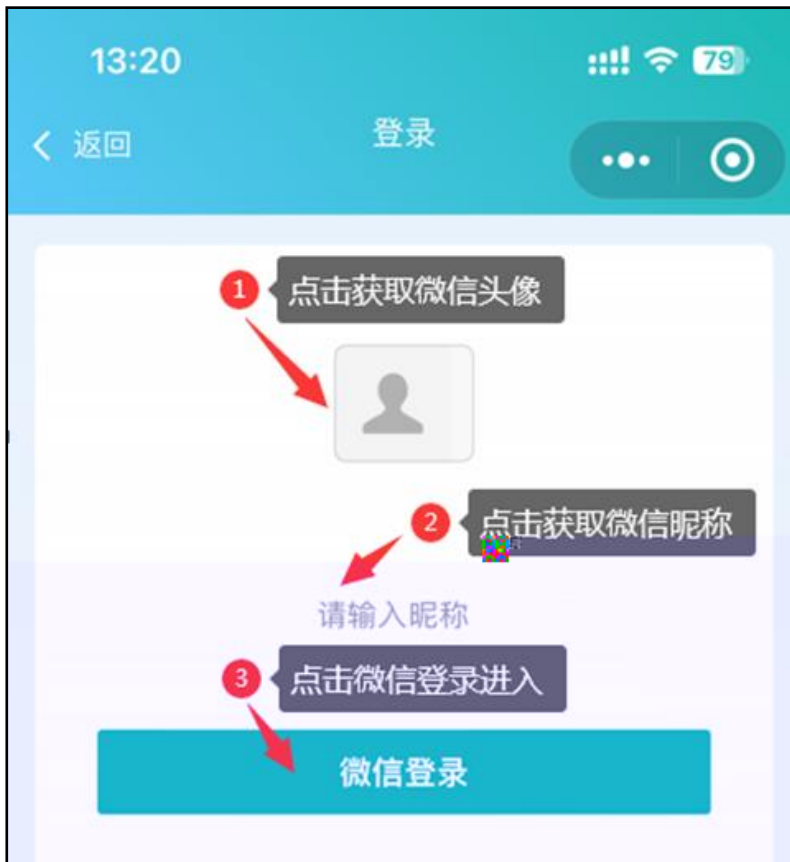 13:20
79
返回
登录
1
点击获取微信头像
2
点击获取微信昵称
请输入昵称
3
点击微信登录进入
微信登录